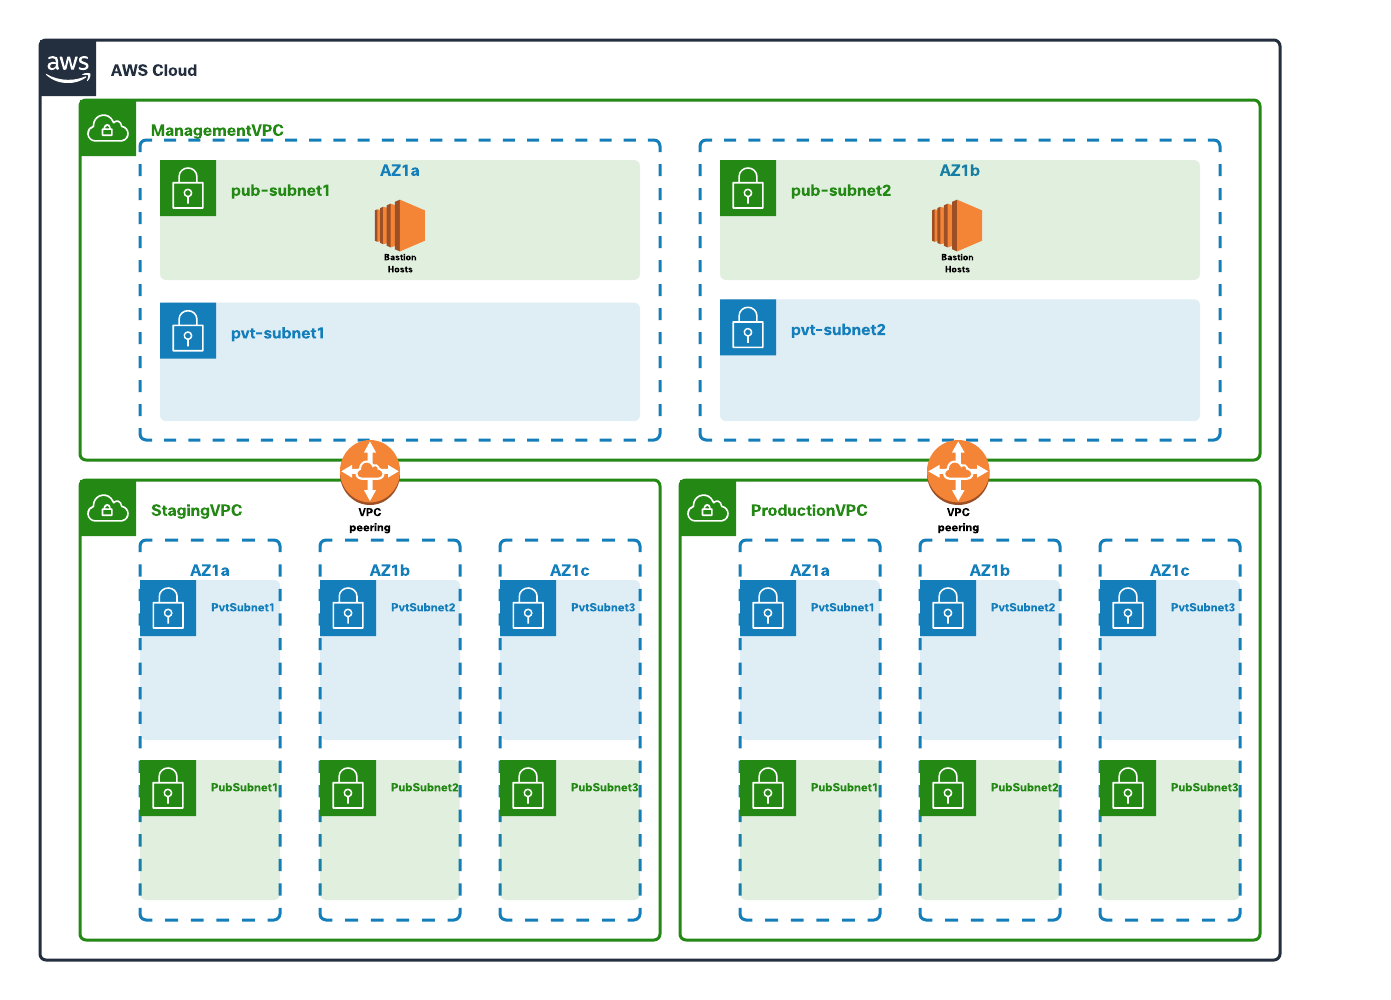 aws
AWS Cloud
ManagementVPC
AZ1a
pub-subnet1
Bastion
Hosts
pvt-subnet1
AZ1b
pub-subnet2
Bastion
Hosts
pvt-subnet2
VPC
peering
VPC
peering
StagingVPC
AZ1a
AZ1b
AZ1c
PvtSubnet1
PvtSubnet2
PvtSubnet3
PubSubnet1
PubSubnet2
PubSubnet3
ProductionVPC
AZ1a
AZ1b
AZ1c
PvtSubnet1
PvtSubnet2
PvtSubnet3
PubSubnet1
PubSubnet2
PubSubnet3